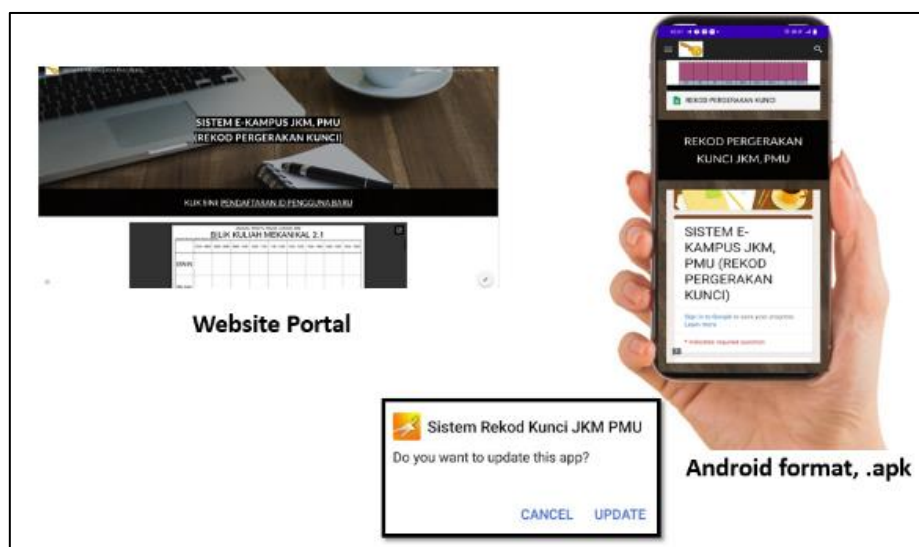 SISTEM E-KAMPUS JKM, PMU
(REKOD PERGERAKAN KUNCI)
KLIK SINI PENDAFTARAN ID PENGGUNA BARU
BILIK KULIAH MEKANIKAL 2.1
Website Portal
REKOD PERGERAKAN KUNCI
REKOD PERGERAKAN
KUNCI JKM, PMU
SISTEM E-
KAMPUS JKM,
PMU (REKOD
PERGERAKAN
KUNCI)
Sign in to Google to save your progress.
Learn more
* Indicates required question
Android format, .apk
Sistem Rekod Kunci JKM PMU
Do you want to update this app?
CANCEL UPDATE